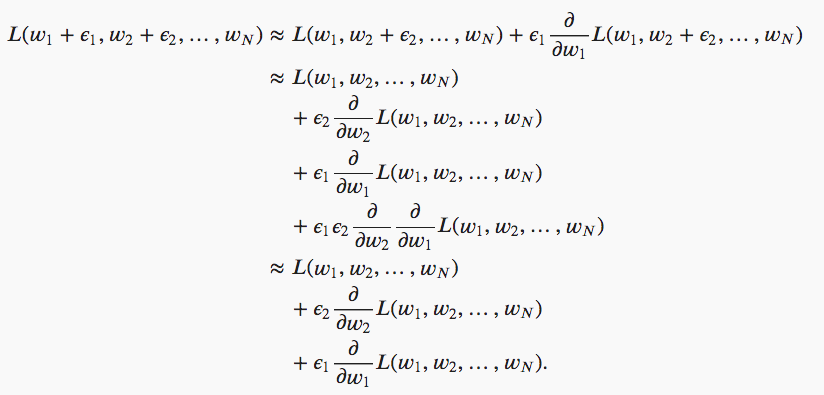 L(w₁ + ϵ₁, w₂ + ϵ₂, … , w_N) ≈ L(w₁, w₂ + ϵ₂, … , w_N) + ϵ₁ ∂/∂w₁ L(w₁, w₂ + ϵ₂, … , w_N)
≈ L(w₁, w₂, … , w_N)
+ ϵ₂ ∂/∂w₂ L(w₁, w₂, … , w_N)
+ ϵ₁ ∂/∂w₁ L(w₁, w₂, … , w_N)
+ ϵ₁ϵ₂ ∂/∂w₂ ∂/∂w₁ L(w₁, w₂, … , w_N)
≈ L(w₁, w₂, … , w_N)
+ ϵ₂ ∂/∂w₂ L(w₁, w₂, … , w_N)
+ ϵ₁ ∂/∂w₁ L(w₁, w₂, … , w_N).